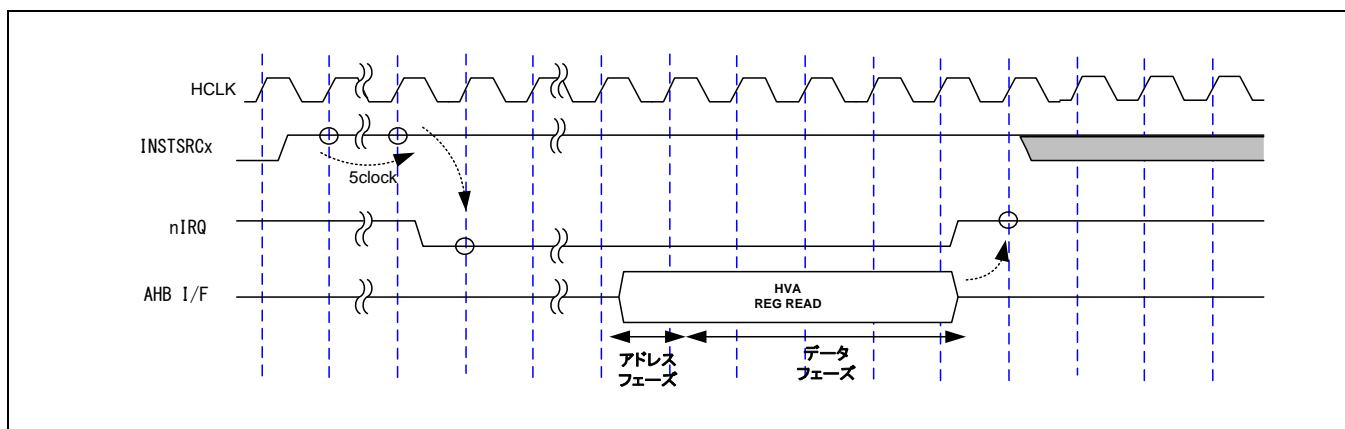 HCLK
INSTSRCx
5clock
nIRQ
AHB I/F
HVA
REG READ
アドレス
フェーズ
データ
フェーズ